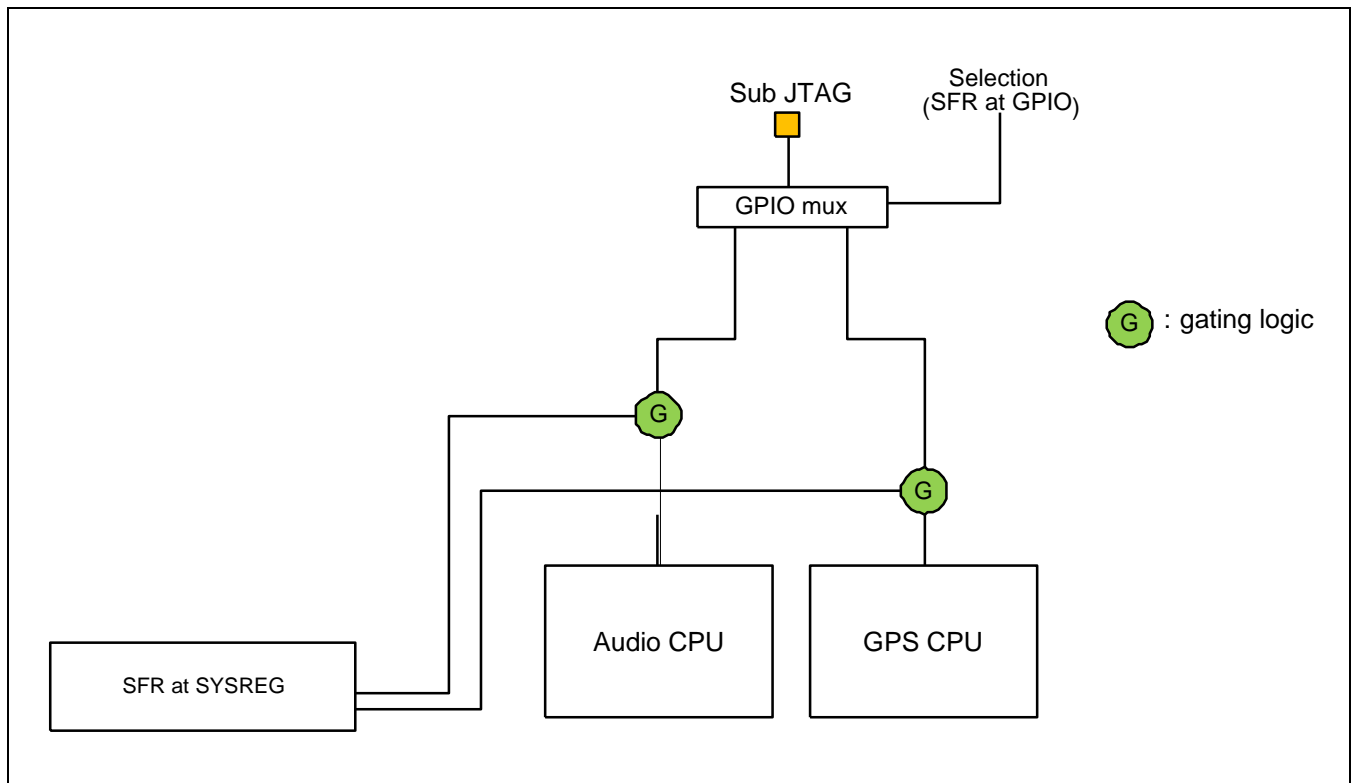 Sub JTAG
Selection
(SFR at GPIO)
GPIO mux
G : gating logic
G
G
Audio CPU
GPS CPU
SFR at SYSREG